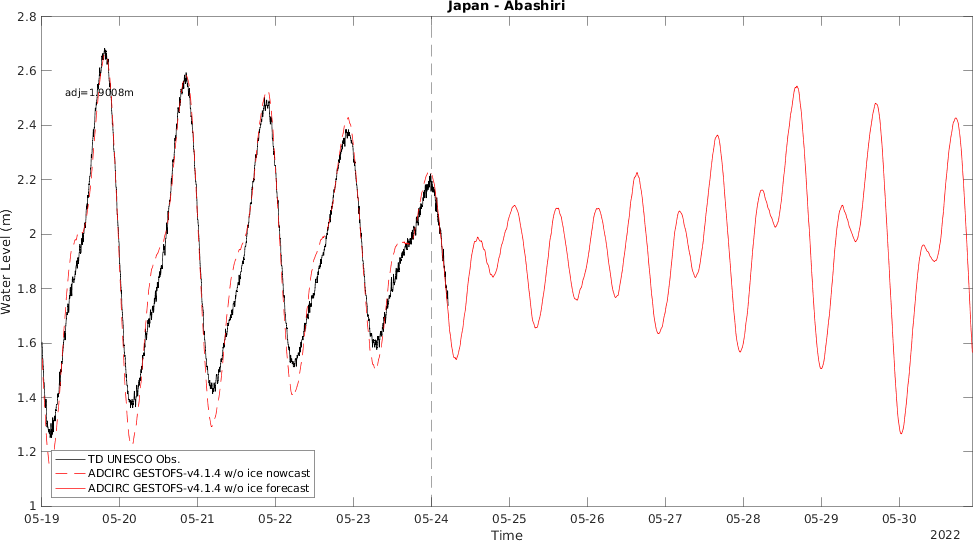 Japan - Abashiri
2.8
2.6
adj=1.9008m
2.4
2.2
2
Water Level (m)
1.8
1.6
1.4
1.2
1
TD UNESCO Obs.
ADCIRC GESTOFS-v4.1.4 w/o ice nowcast
ADCIRC GESTOFS-v4.1.4 w/o ice forecast
05-19 05-20 05-21 05-22 05-23 05-24 05-25 05-26 05-27 05-28 05-29 05-30
Time
2022